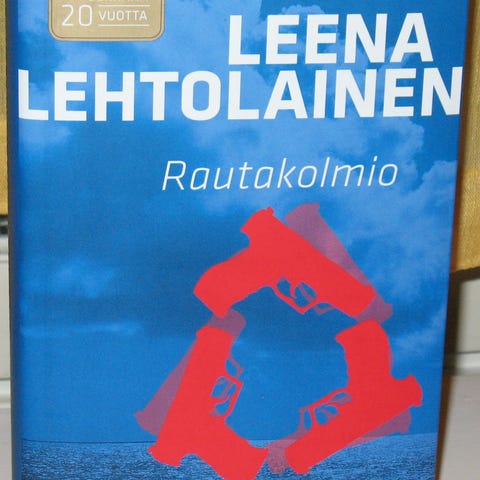 20 VUOTTA
LEENA
LEHTOLAINEN
Rautakolmio